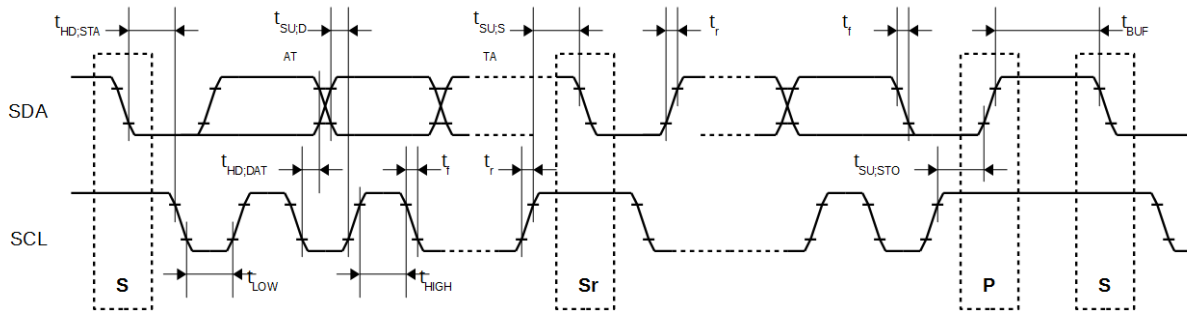 tHD;STA
tSU;D
AT
tSU;S
TA
tr
tf
tBUF
SDA
tHD;DAT
tf
tr
tSU;STO
SCL
tLOW
tHIGH
S
Sr
P
S